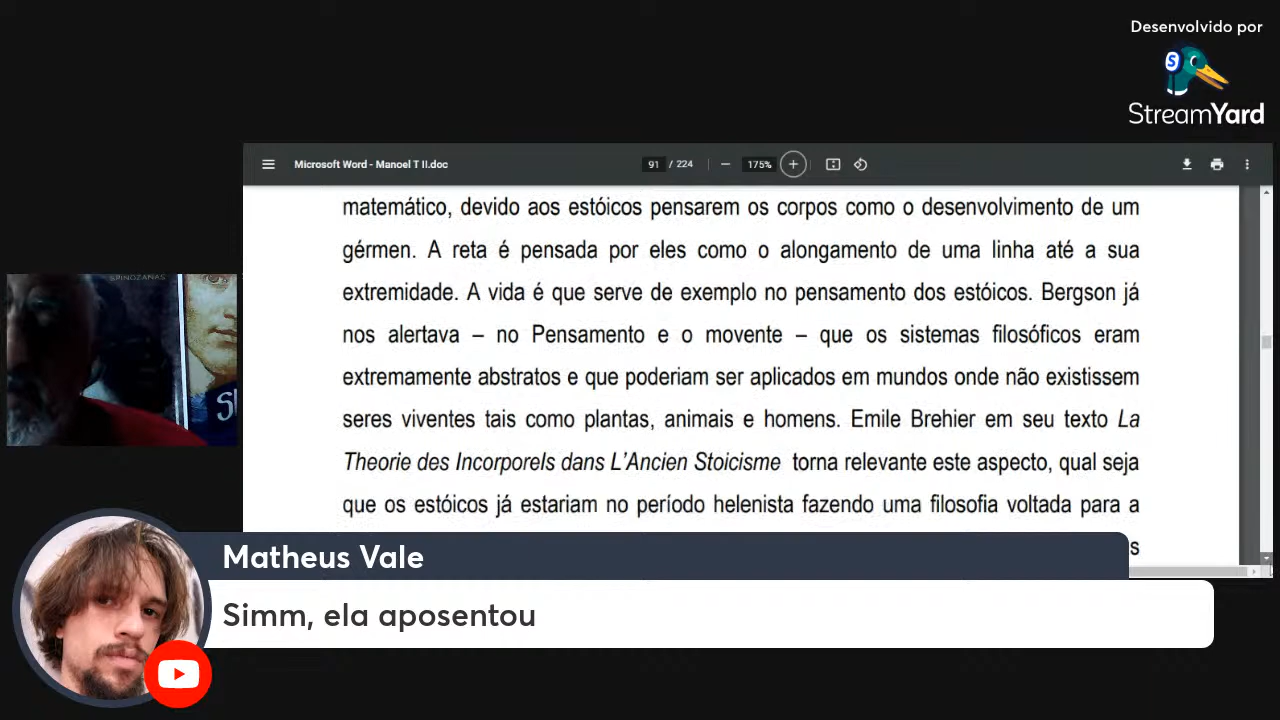 Desenvolvido por
StreamYard
Microsoft Word - Manoel T II.doc
91 / 224
175%
matemático, devido aos estóicos pensarem os corpos como o desenvolvimento de um
gérmen. A reta é pensada por eles como o alongamento de uma linha até a sua
extremidade. A vida é que serve de exemplo no pensamento dos estóicos. Bergson já
nos alertava – no Pensamento e o movente – que os sistemas filosóficos eram
extremamente abstratos e que poderiam ser aplicados em mundos onde não existissem
seres viventes tais como plantas, animais e homens. Emile Brehier em seu texto La
Theorie des Incorporels dans L'Ancien Stoicisme torna relevante este aspecto, qual seja
que os estóicos já estariam no período helenista fazendo uma filosofia voltada para a
s
SPINOZANAS
Matheus Vale
Simm, ela aposentou